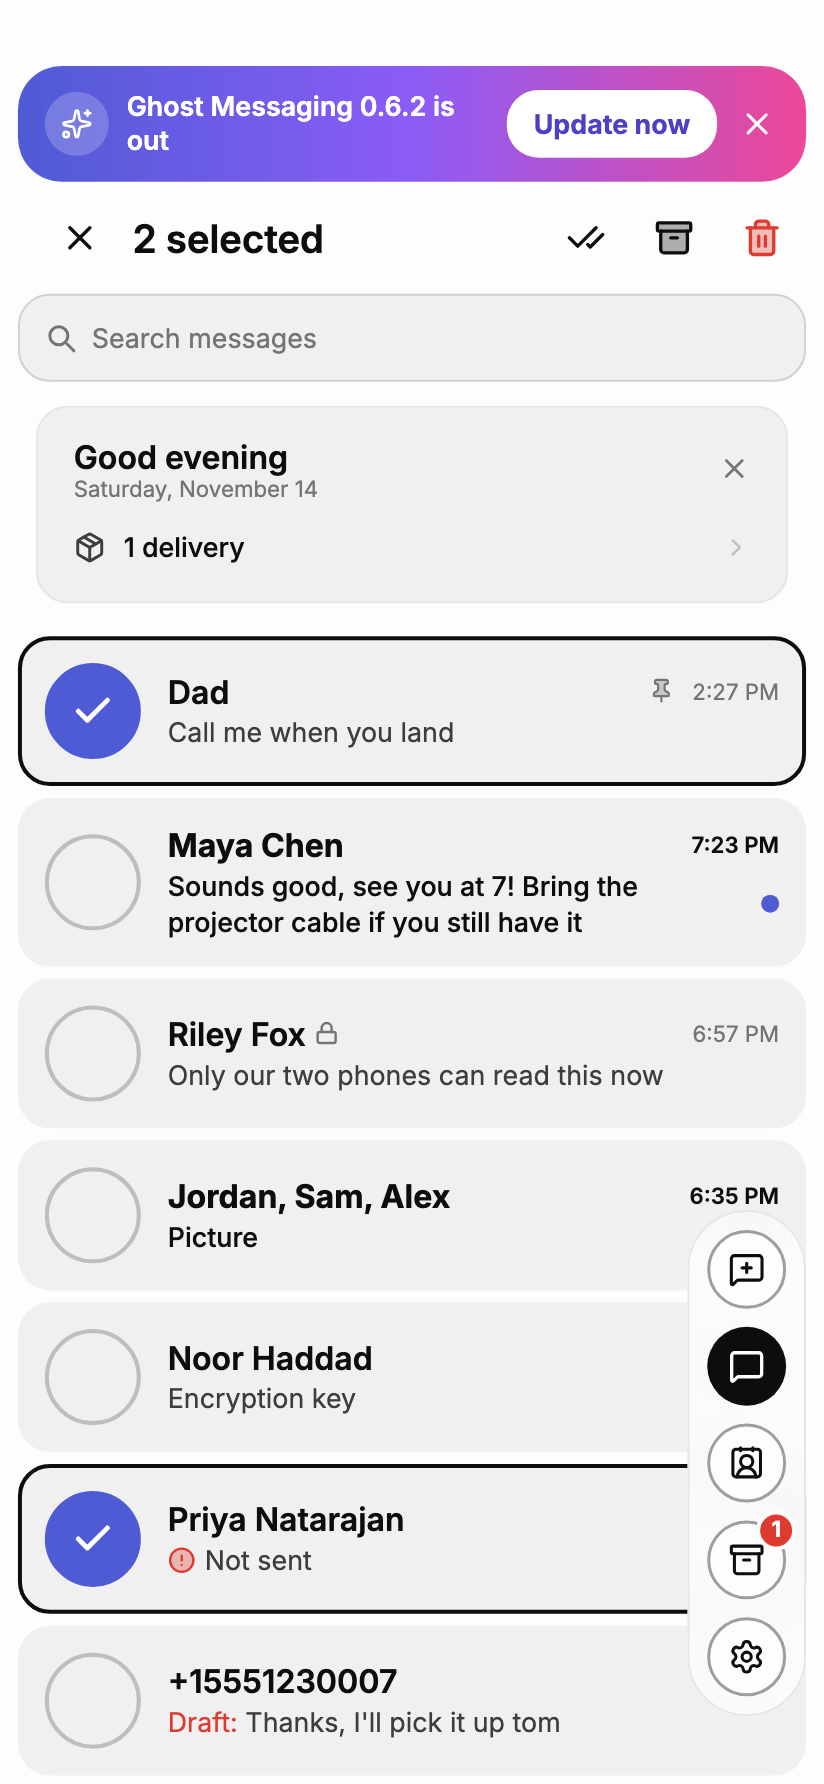 Ghost Messaging 0.6.2 is
out
Update now
2 selected
Search messages
Good evening
Saturday, November 14
1 delivery
Dad
2:27 PM
Call me when you land
Maya Chen
7:23 PM
Sounds good, see you at 7! Bring the
projector cable if you still have it
Riley Fox
6:57 PM
Only our two phones can read this now
Jordan, Sam, Alex
6:35 PM
Picture
Noor Haddad
Encryption key
Priya Natarajan
1
Not sent
+15551230007
Draft: Thanks, I'll pick it up tom